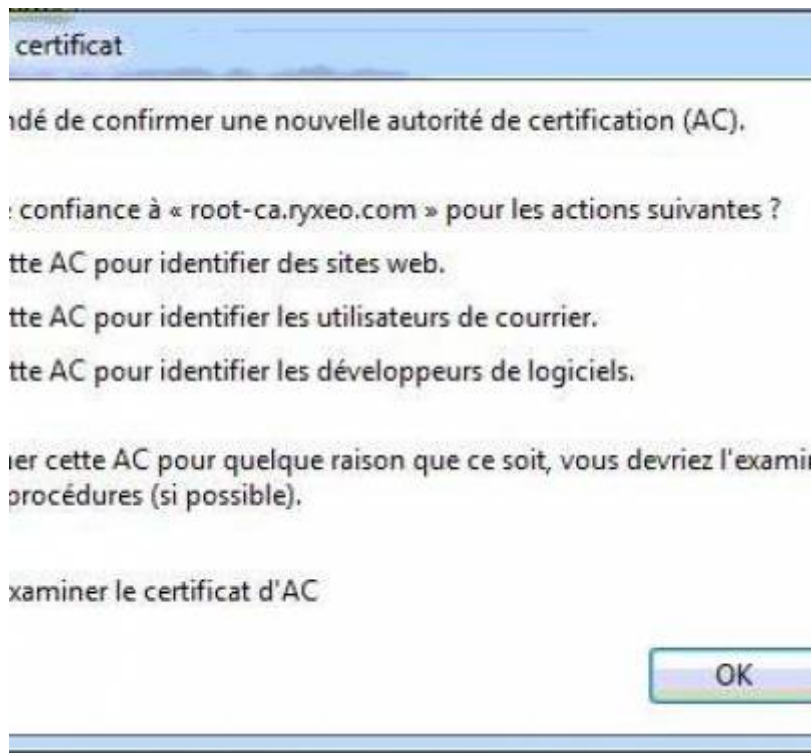 certificat
ndé de confirmer une nouvelle autorité de certification (AC).
confiance à « root-ca.ryxeo.com » pour les actions suivantes ?
tte AC pour identifier des sites web.
tte AC pour identifier les utilisateurs de courrier.
tte AC pour identifier les développeurs de logiciels.
er cette AC pour quelque raison que ce soit, vous devriez l'examin
procédures (si possible).
xaminer le certificat d'AC
OK